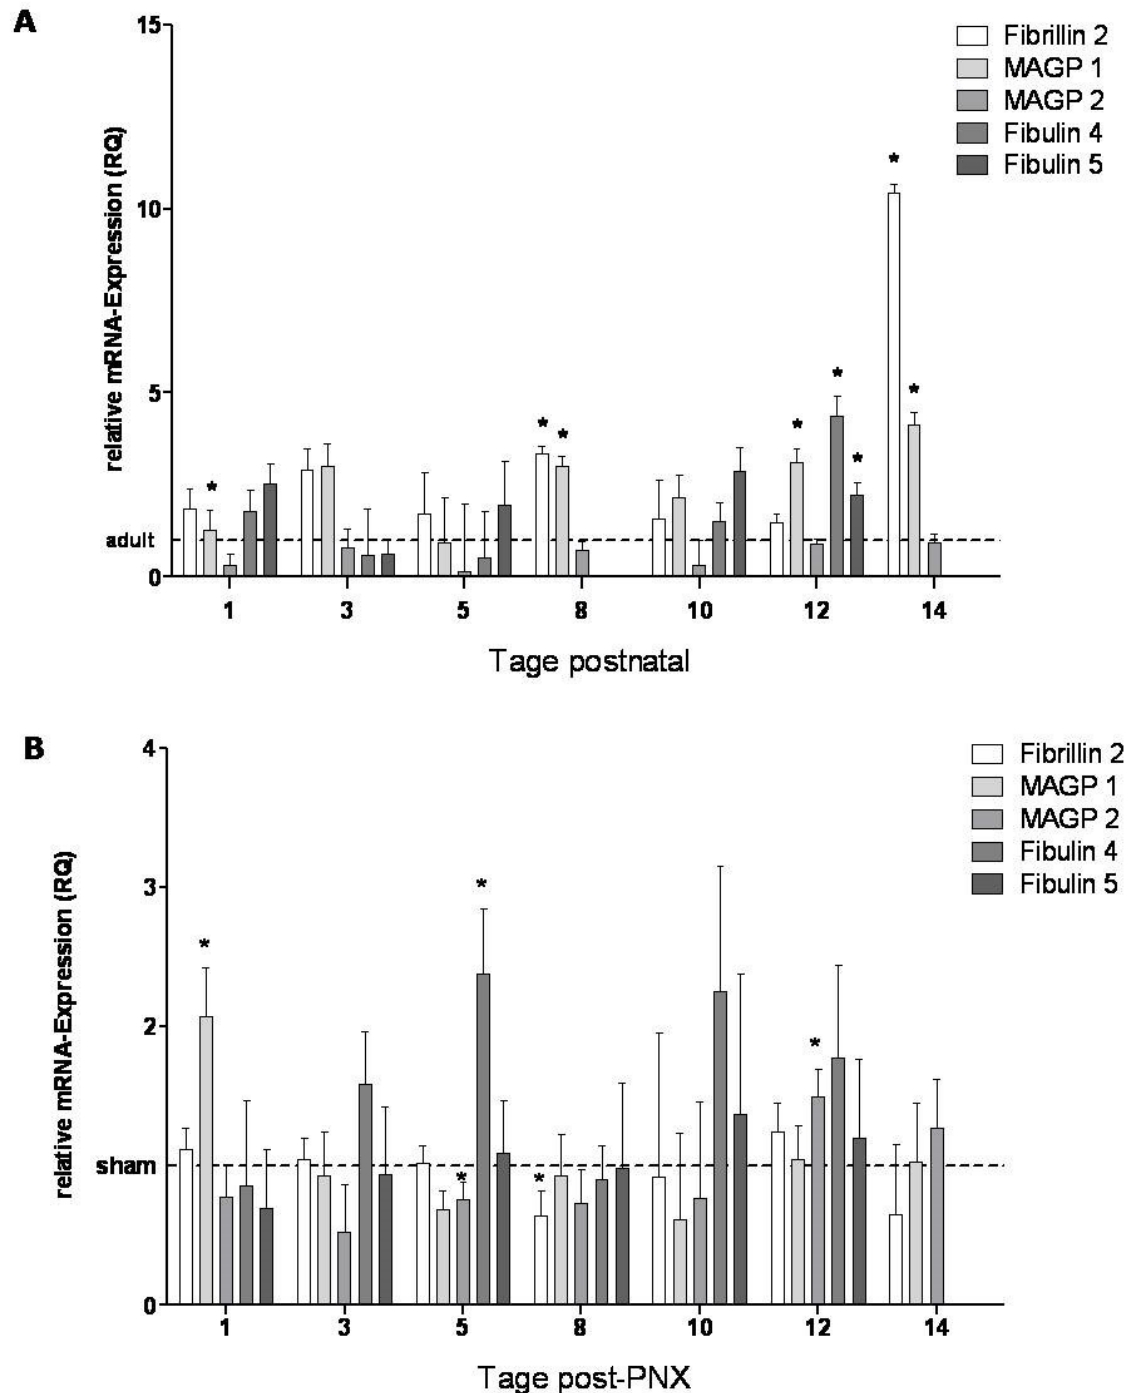 A
15
10
5
adult
0
relative mRNA-Expression (RQ)
Fibrillin 2
MAGP 1
MAGP 2
Fibulin 4
Fibulin 5
*
*
*
*
*
*
*
*
1
3
5
8
10
12
14
Tage postnatal
B
4
3
2
sham
0
relative mRNA-Expression (RQ)
Fibrillin 2
MAGP 1
MAGP 2
Fibulin 4
Fibulin 5
*
*
*
*
*
1
3
5
8
10
12
14
Tage post-PNX